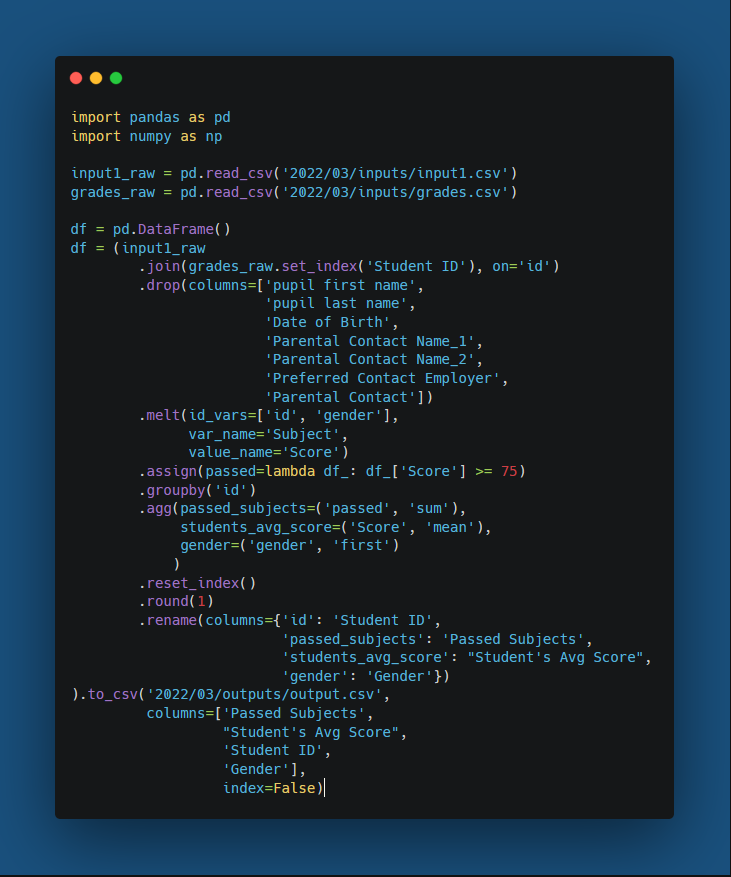 import pandas as pd
import numpy as np

input1_raw = pd.read_csv('2022/03/inputs/input1.csv')
grades_raw = pd.read_csv('2022/03/inputs/grades.csv')

df = pd.DataFrame()
df = (input1_raw
        .join(grades_raw.set_index('Student ID'), on='id')
        .drop(columns=['pupil first name',
                       'pupil last name',
                       'Date of Birth',
                       'Parental Contact Name_1',
                       'Parental Contact Name_2',
                       'Preferred Contact Employer',
                       'Parental Contact'])
        .melt(id_vars=['id', 'gender'],
              var_name='Subject',
              value_name='Score')
        .assign(passed=lambda df_: df_['Score'] >= 75)
        .groupby('id')
        .agg(passed_subjects=('passed', 'sum'),
             students_avg_score=('Score', 'mean'),
             gender=('gender', 'first')
            )
        .reset_index()
        .round(1)
        .rename(columns={'id': 'Student ID',
                         'passed_subjects': 'Passed Subjects',
                         'students_avg_score': "Student's Avg Score",
                         'gender': 'Gender'})
).to_csv('2022/03/outputs/output.csv',
         columns=['Passed Subjects',
                  "Student's Avg Score",
                  'Student ID',
                  'Gender'],
                  index=False)